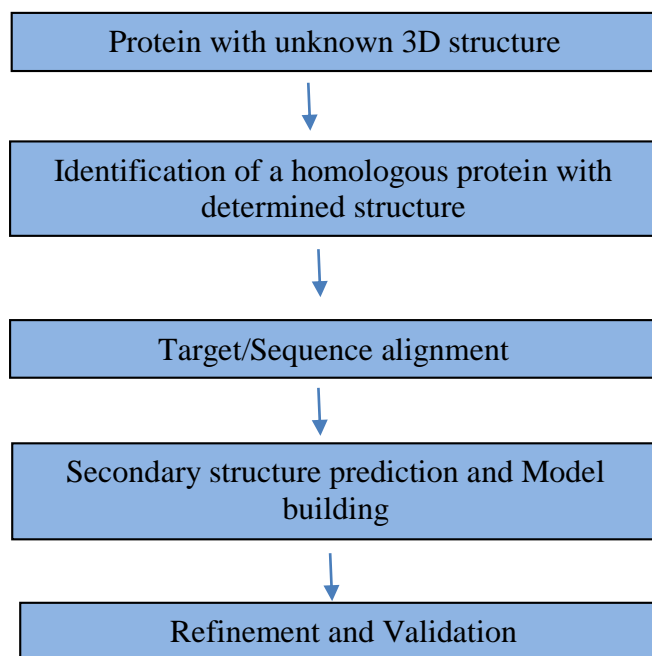 Protein with unknown 3D structure
Identification of a homologous protein with
determined structure
Target/Sequence alignment
Secondary structure prediction and Model
building
Refinement and Validation